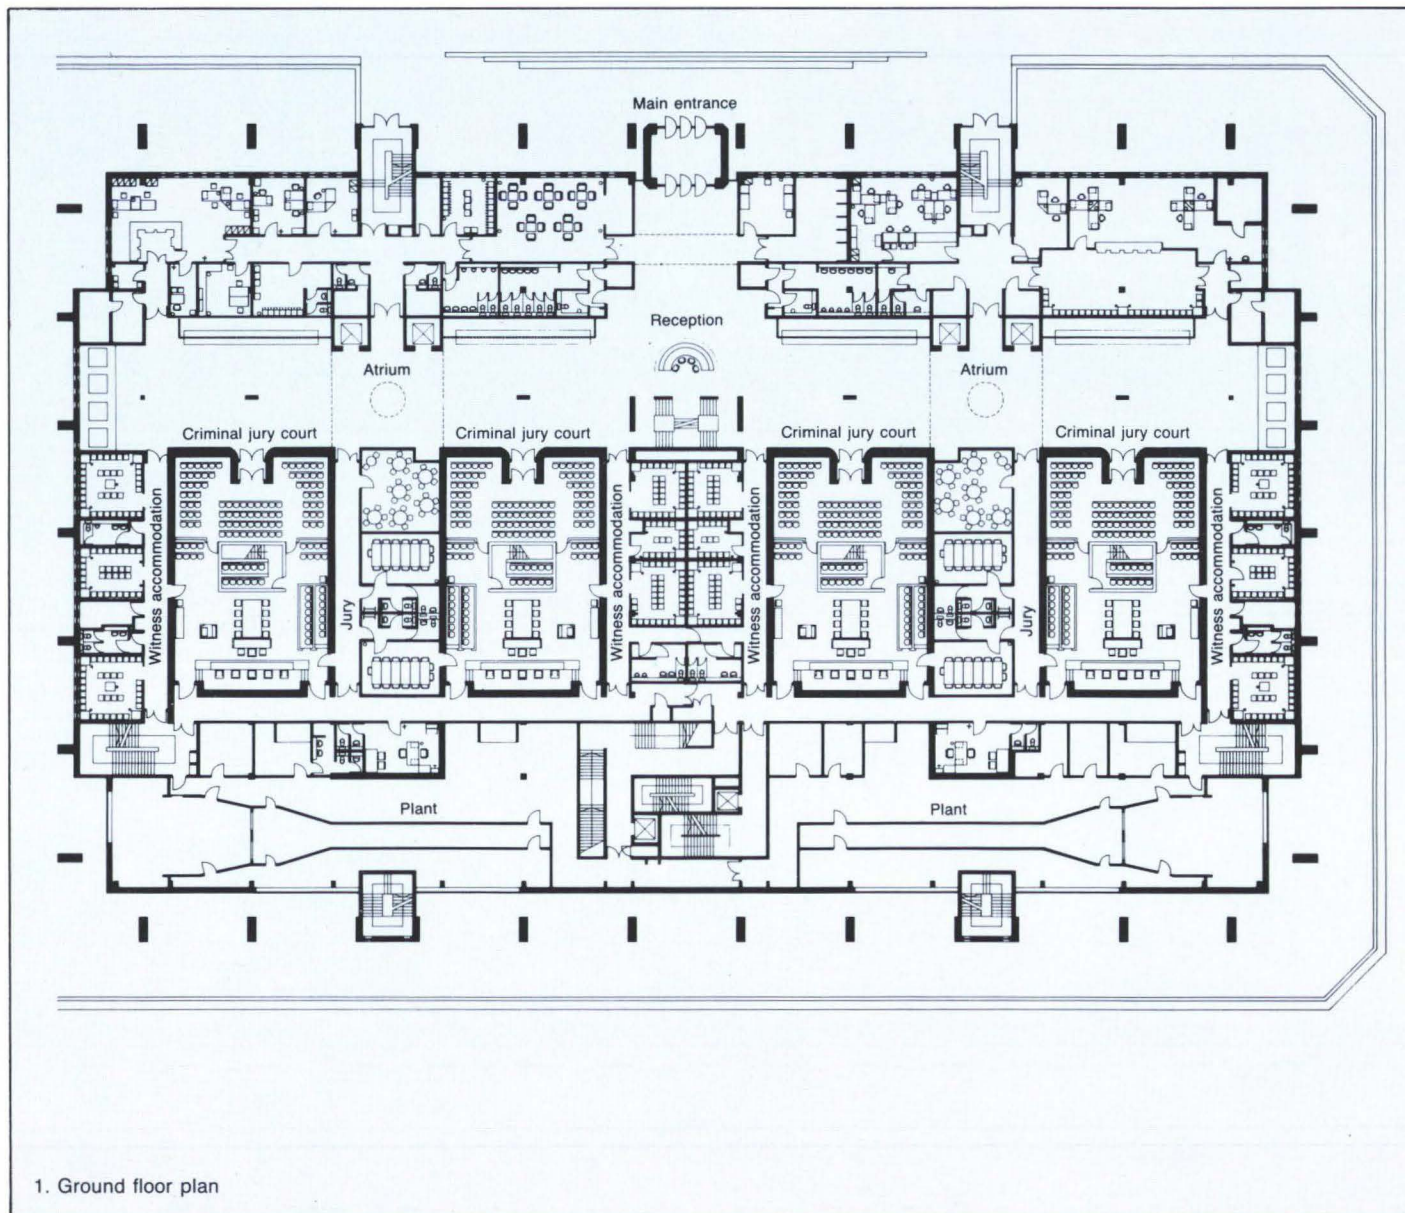 Main entrance
Reception
Atrium
Atrium
Criminal jury court
Criminal jury court
Criminal jury court
Criminal jury court
Witness accommodation
Jury
Witness accommodation
Witness accommodation
Jury
Witness accommodation
Plant
Plant
1. Ground floor plan